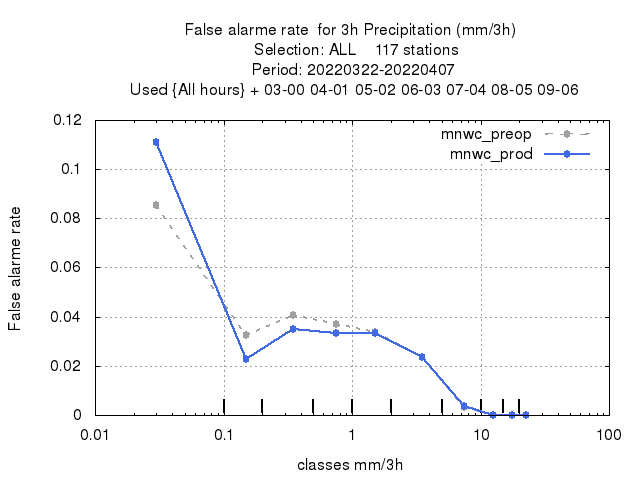 False alarme rate  for 3h Precipitation (mm/3h)
Selection: ALL    117 stations
Period: 20220322-20220407
Used {All hours} + 03-00 04-01 05-02 06-03 07-04 08-05 09-06
mnwc_preop
mnwc_prod
False alarme rate
0.12
0.1
0.08
0.06
0.04
0.02
0
0.01 0.1 1 10 100
classes mm/3h